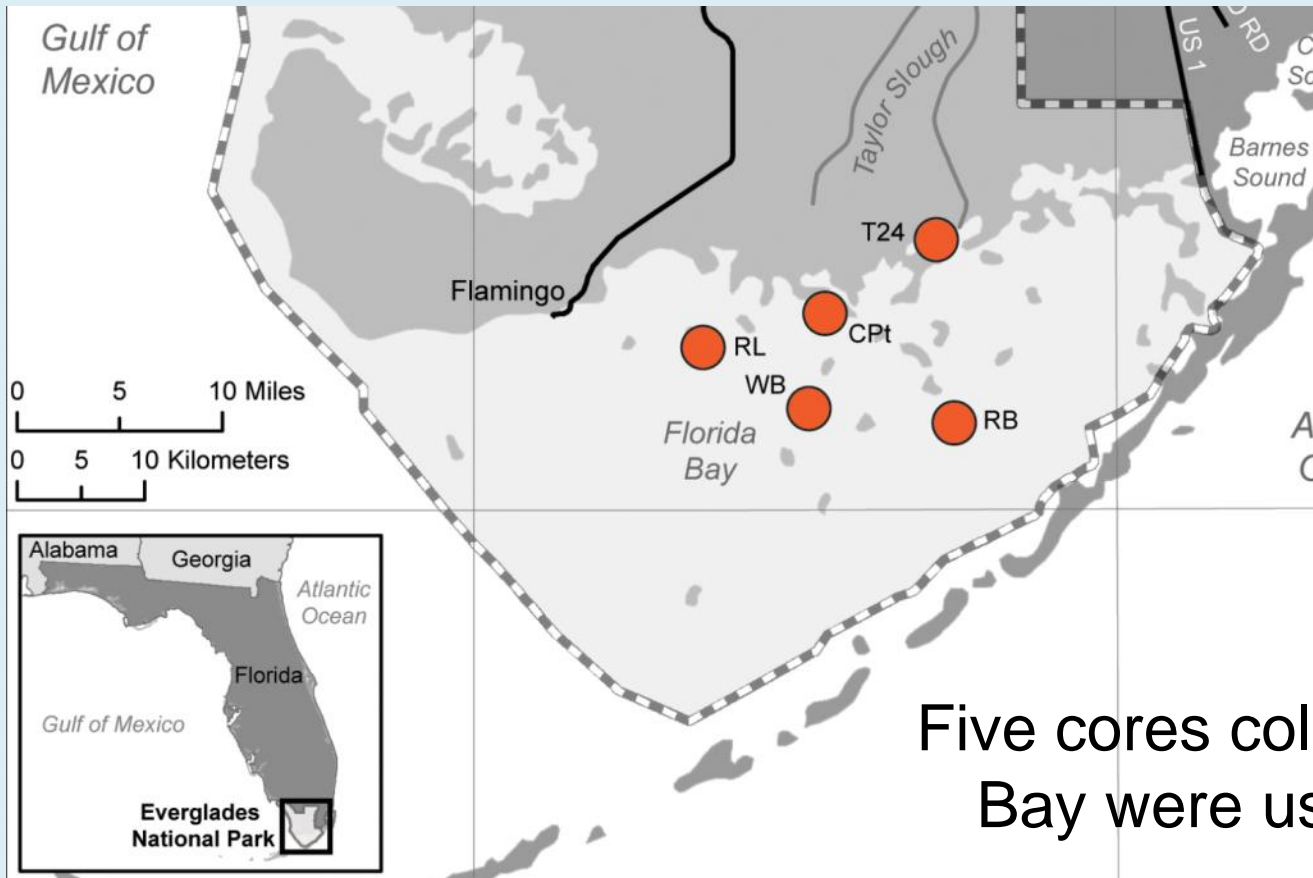 Gulf of
Mexico
Taylor Slough
US 1
RD
Barnes
Sound
T24
Flamingo
CPt
RL
WB
RB
Florida
Bay
0 5 10 Miles
0 5 10 Kilometers
Alabama
Georgia
Atlantic
Ocean
Florida
Gulf of Mexico
Everglades
National Park
Five cores col
Bay were us